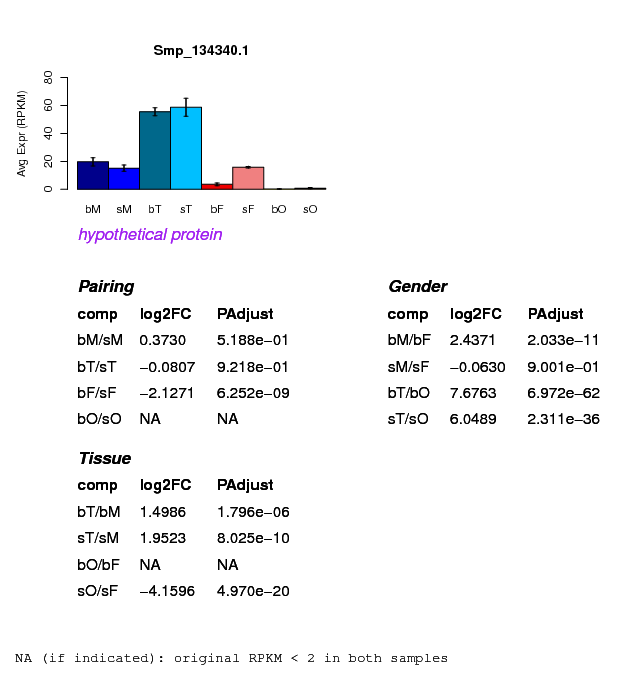 Smp_134340.1
Avg Expr (RPKM)
0 20 40 60 80
bM sM bT sT bF sF bO sO
hypothetical protein
Pairing
comp log2FC PAdjust
bM/sM 0.3730 5.188e−01
bT/sT −0.0807 9.218e−01
bF/sF −2.1271 6.252e−09
bO/sO NA NA
Gender
comp log2FC PAdjust
bM/bF 2.4371 2.033e−11
sM/sF −0.0630 9.001e−01
bT/bO 7.6763 6.972e−62
sT/sO 6.0489 2.311e−36
Tissue
comp log2FC PAdjust
bT/bM 1.4986 1.796e−06
sT/sM 1.9523 8.025e−10
bO/bF NA NA
sO/sF −4.1596 4.970e−20
NA (if indicated): original RPKM < 2 in both samples